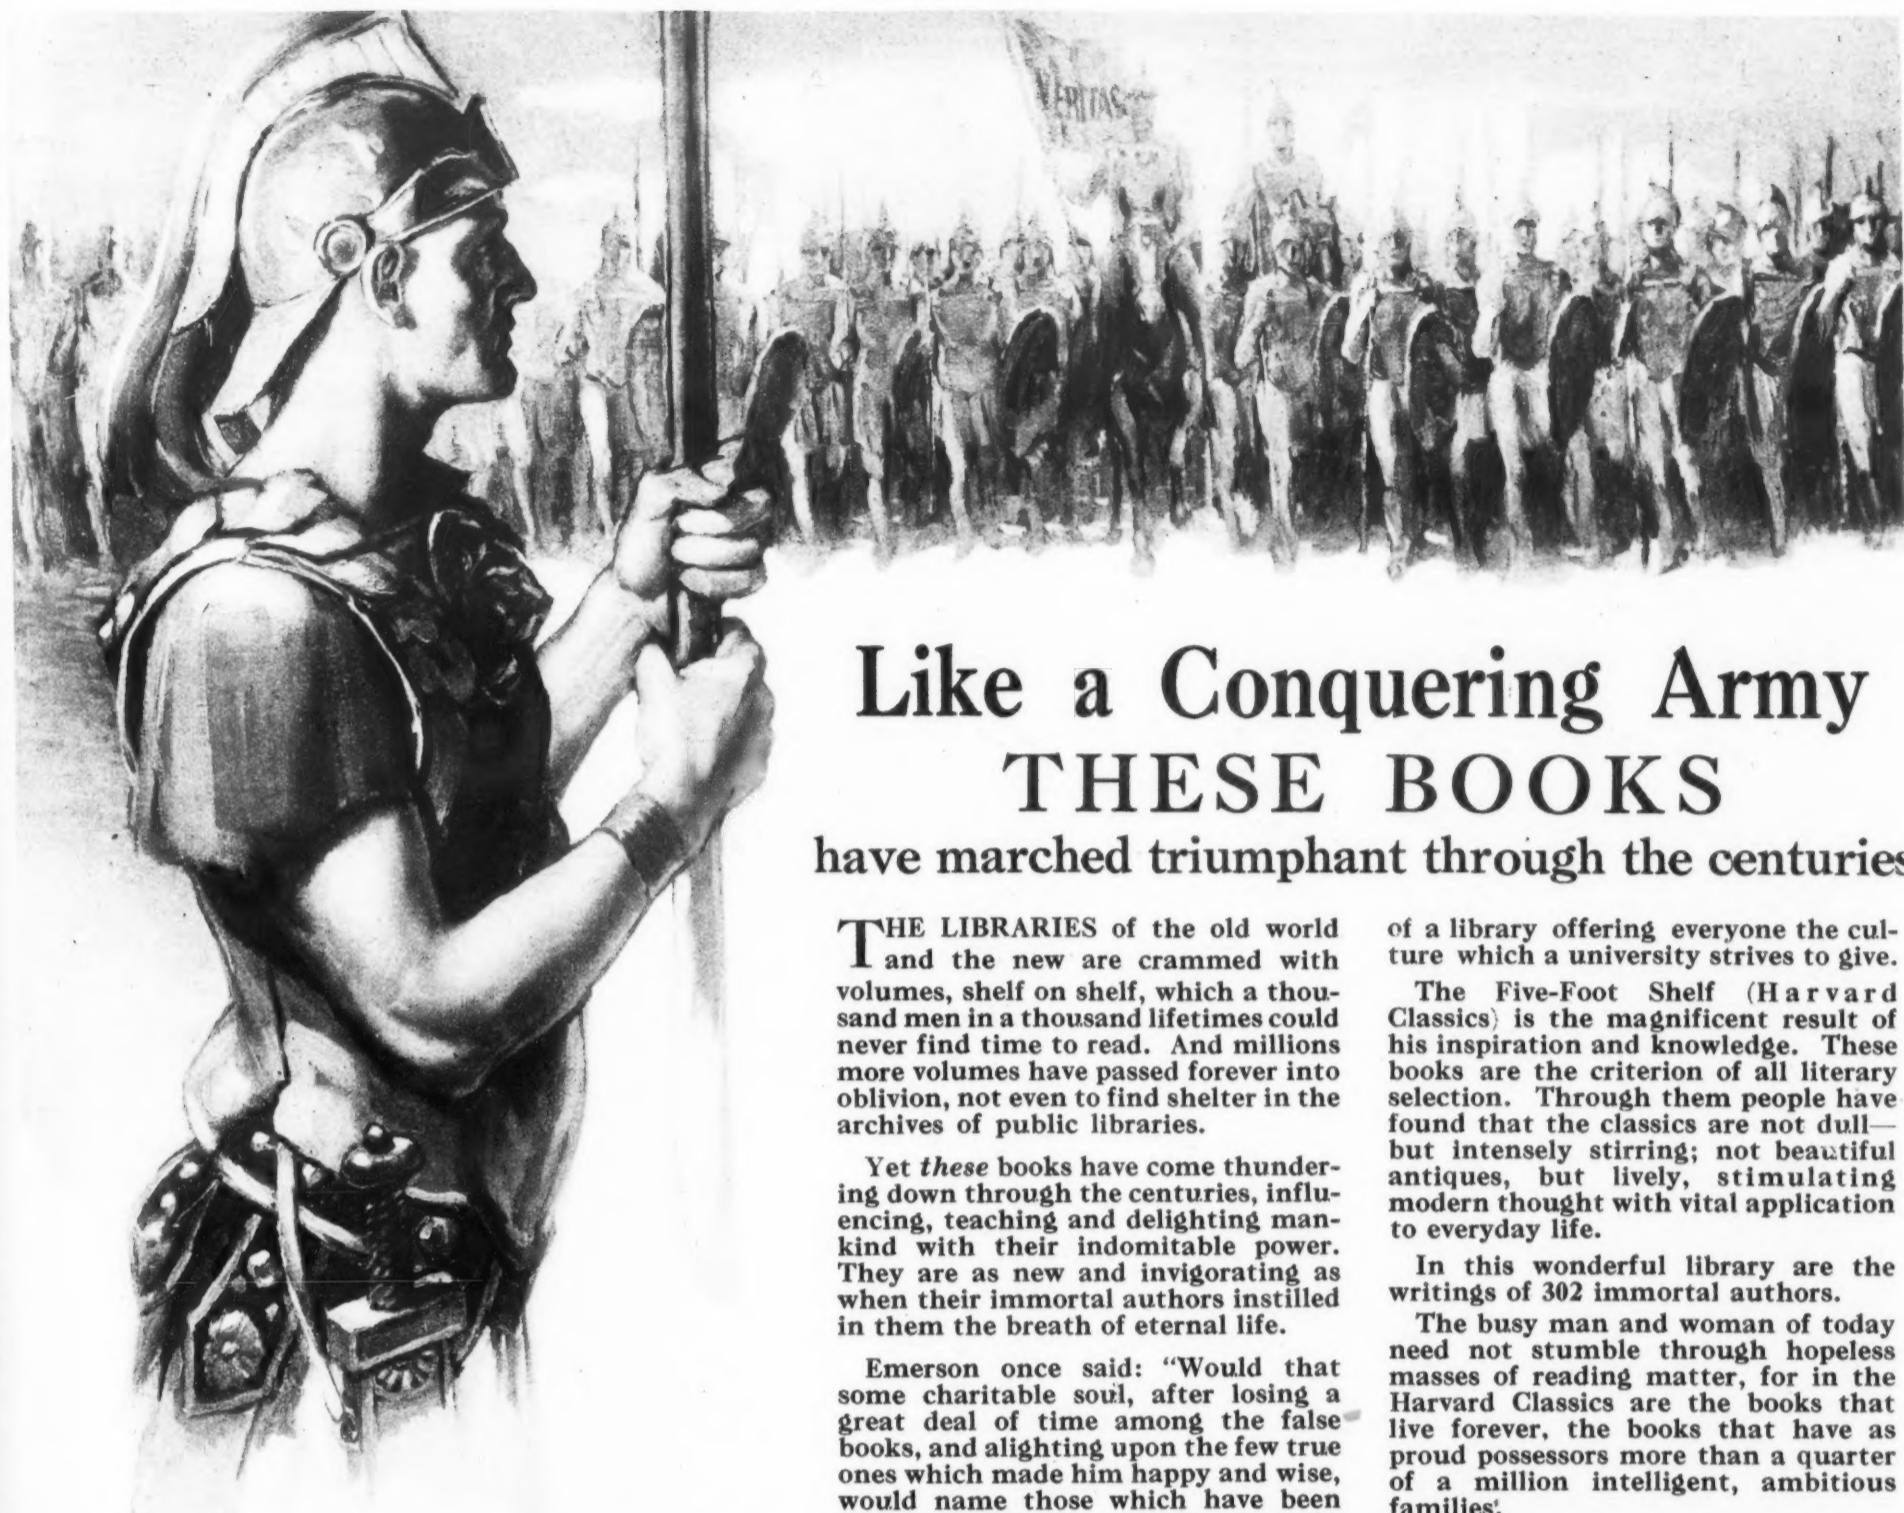 VERITAS
Like a Conquering Army
THESE BOOKS
have marched triumphant through the centuries
THE LIBRARIES of the old world
and the new are crammed with
volumes, shelf on shelf, which a thou-
sand men in a thousand lifetimes could
never find time to read. And millions
more volumes have passed forever into
oblivion, not even to find shelter in the
archives of public libraries.
Yet these books have come thunder-
ing down through the centuries, influ-
encing, teaching and delighting man-
kind with their indomitable power.
They are as new and invigorating as
when their immortal authors instilled
in them the breath of eternal life.
Emerson once said: "Would that
some charitable soul, after losing a
great deal of time among the false
books, and alighting upon the few true
ones which made him happy and wise,
would name those which have been
of a library offering everyone the cul-
ture which a university strives to give.
The Five-Foot Shelf (Harvard
Classics) is the magnificent result of
his inspiration and knowledge. These
books are the criterion of all literary
selection. Through them people have
found that the classics are not dull—
but intensely stirring; not beautiful
antiques, but lively, stimulating
modern thought with vital application
to everyday life.
In this wonderful library are the
writings of 302 immortal authors.
The busy man and woman of today
need not stumble through hopeless
masses of reading matter, for in the
Harvard Classics are the books that
live forever, the books that have as
proud possessors more than a quarter
of a million intelligent, ambitious
families.